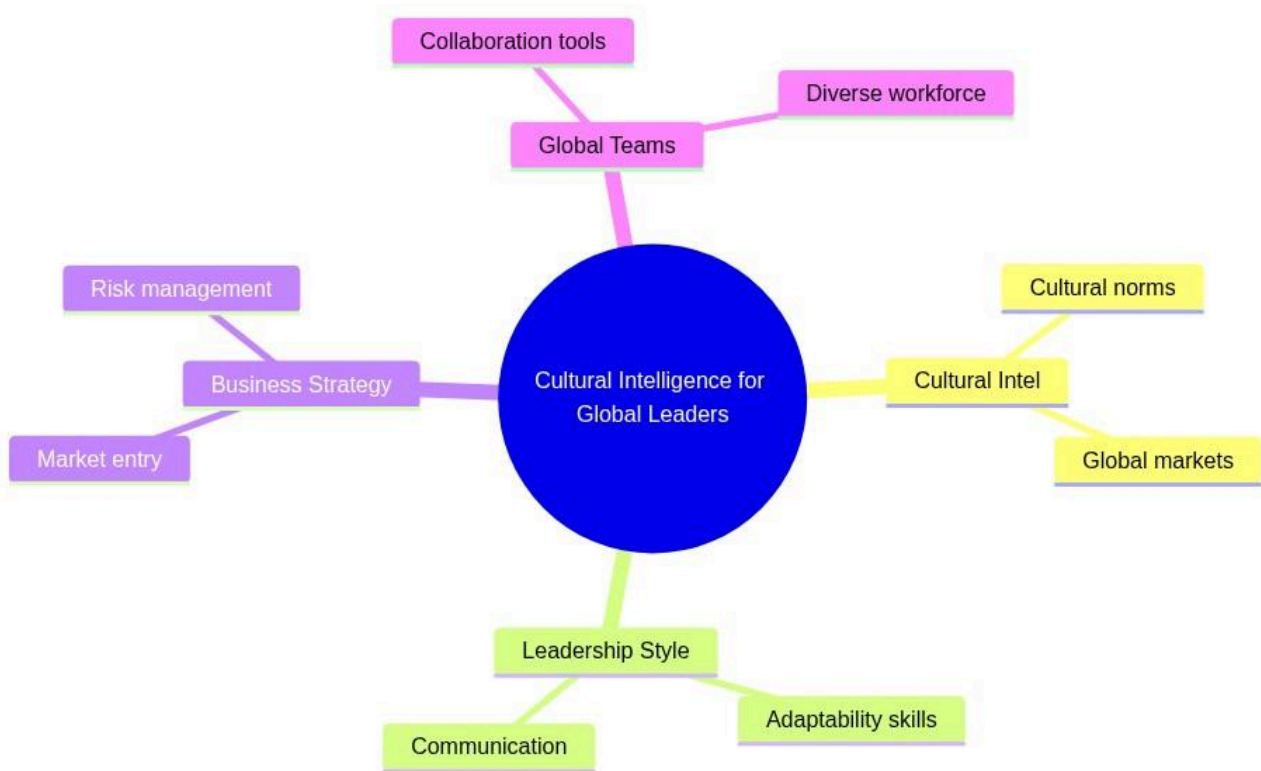 Collaboration tools
Diverse workforce
Global Teams
Risk management
Cultural norms
Business Strategy
Cultural Intelligence for
Global Leaders
Cultural Intel
Market entry
Global markets
Leadership Style
Adaptability skills
Communication